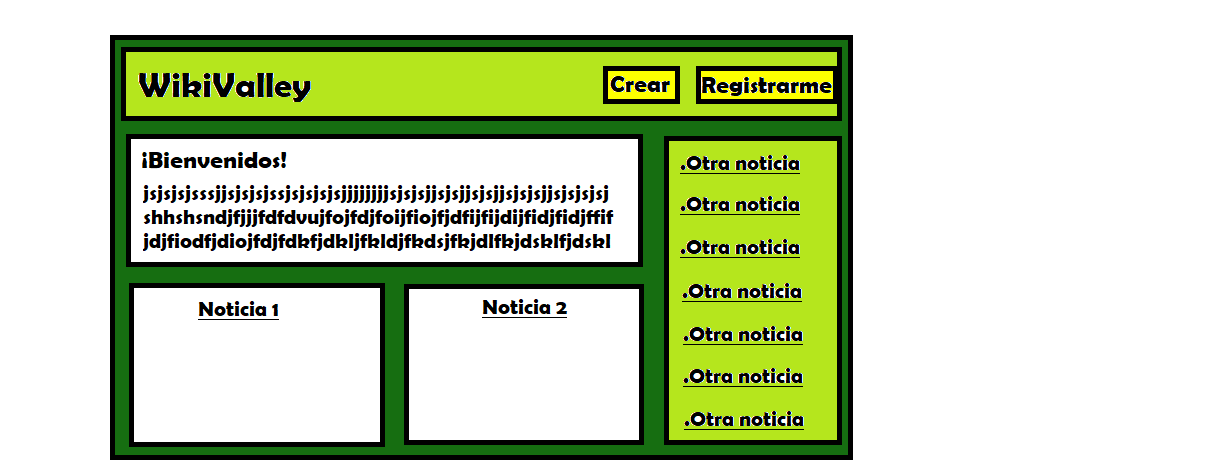 WikiValley
Crear
Registrarme
¡Bienvenidos!
jsjsjsjsssjjsjsjsjssjsjsjsjsjjjjjjjjjsjsjsjjsjsjjsjsjjsjsjsjjsjsjsjsj
shhshsndjfjjjfdfdvujfojfdjfoijfiojfjdfijfijdijfidjfidjffif
jdjfiodfjdiojfdjfdkfjdkljfkldjfkdsjfkjdlfkjdsklfjdskl
Noticia 1
Noticia 2
.Otra noticia
.Otra noticia
.Otra noticia
.Otra noticia
.Otra noticia
.Otra noticia
.Otra noticia